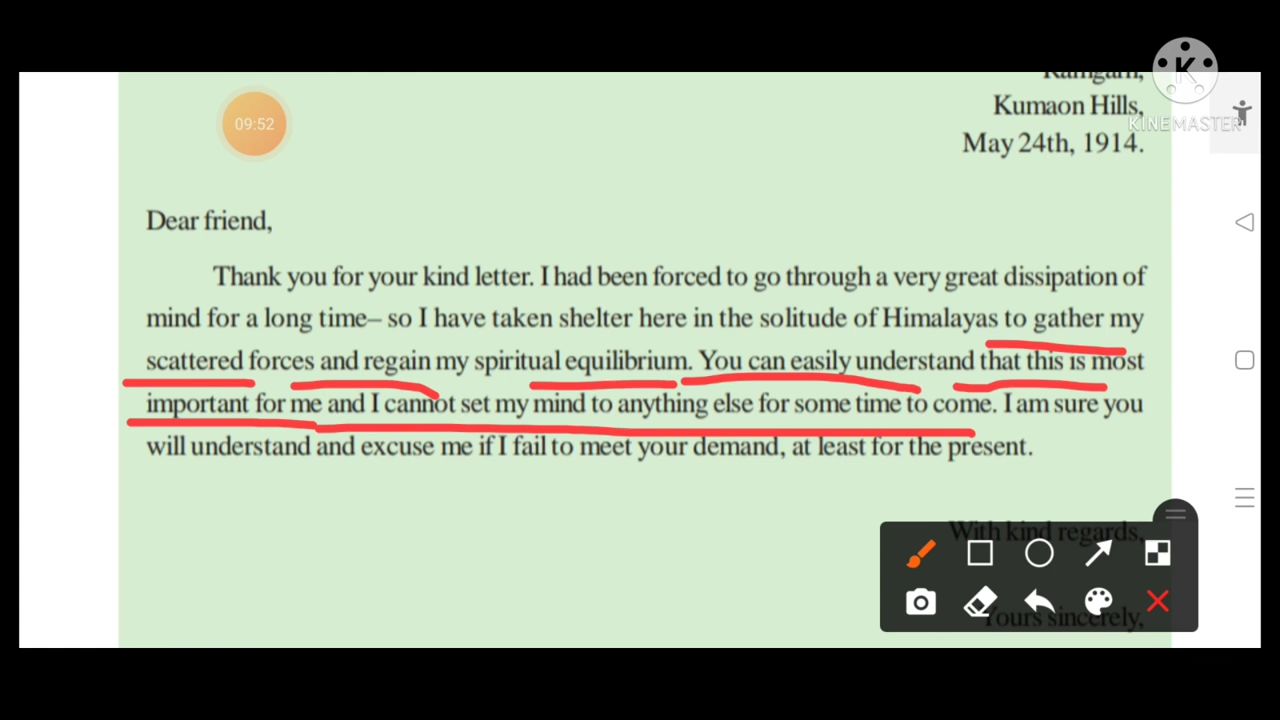 Ramgarh,
Kumaon Hills,
May 24th, 1914.
09:52
KINEMASTER
Dear friend,
Thank you for your kind letter. I had been forced to go through a very great dissipation of
mind for a long time– so I have taken shelter here in the solitude of Himalayas to gather my
scattered forces and regain my spiritual equilibrium. You can easily understand that this is most
important for me and I cannot set my mind to anything else for some time to come. I am sure you
will understand and excuse me if I fail to meet your demand, at least for the present.
With kind regards,
Yours sincerely,